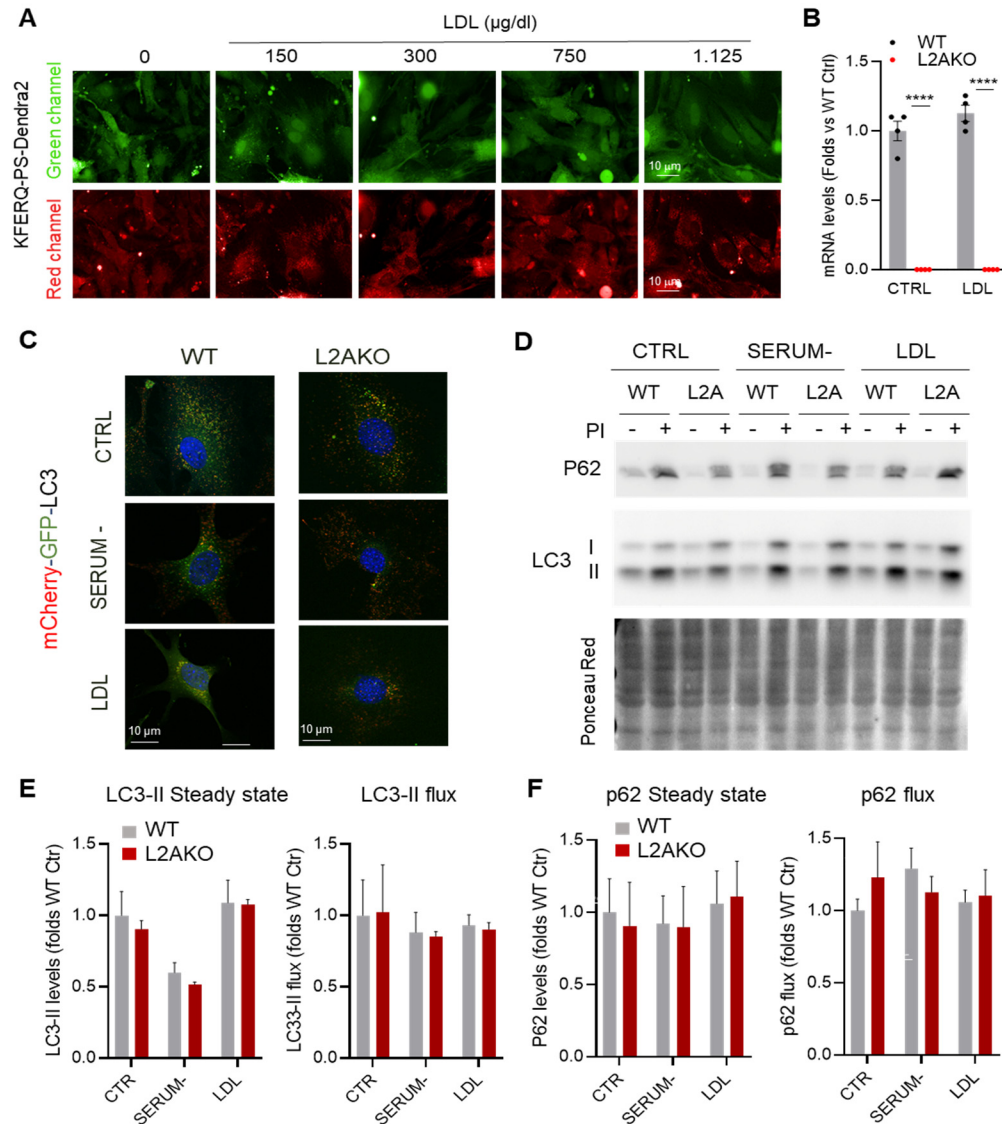 A
LDL (µg/dl)
0 150 300 750 1.125
KFERQ-PS-Dendra2
Green channel
10 µm
Red channel
10 µm
B
WT
L2AKO
mRNA levels (Folds vs WT Ctrl)
1.5
1.0
0.5
0.0
**** ****
CTRL LDL
C
WT L2AKO
mCherry-GFP-LC3
CTRL
SERUM -
LDL
10 µm 10 µm
D
CTRL SERUM- LDL
WT L2A WT L2A WT L2A
PI - + - + - + - + - + - +
P62
LC3 I
II
Ponceau Red
E
LC3-II Steady state
WT
L2AKO
LC3-II levels (folds WT Ctr)
1.5
1.0
0.5
0.0
CTR SERUM- LDL
LC3-II flux
LC33-II flux (folds WT Ctr)
1.5
1.0
0.5
0.0
CTR SERUM- LDL
F
p62 Steady state
WT
L2AKO
P62 levels (folds WT Ctr)
1.5
1.0
0.5
0.0
CTR SERUM- LDL
p62 flux
p62 flux (folds WT Ctr)
1.5
1.0
0.5
0.0
CTR SERUM- LDL